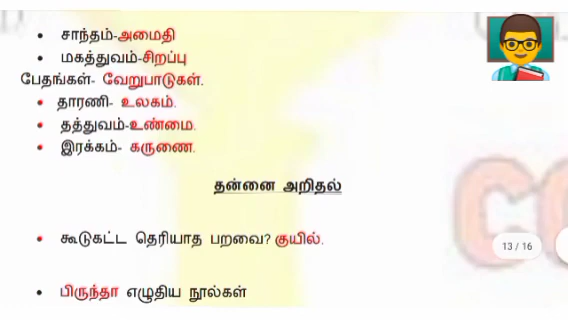 சாந்தம்-அமைதி
மகத்துவம்-சிறப்பு
பேதங்கள்- வேறுபாடுகள்.
தாரணி- உலகம்.
தத்துவம்-உண்மை.
இரக்கம்- கருணை.
தன்னை அறிதல்
கூடுகட்ட தெரியாத பறவை? குயில்.
13 / 16
பிருந்தா எழுதிய நூல்கள்